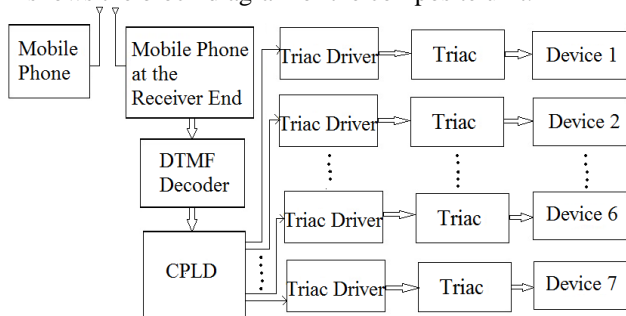 Mobile
Phone
Mobile Phone
at the
Receiver End
DTMF
Decoder
CPLD
Triac Driver
Triac
Device 1
Triac Driver
Triac
Device 2
Triac Driver
Triac
Device 6
Triac Driver
Triac
Device 7